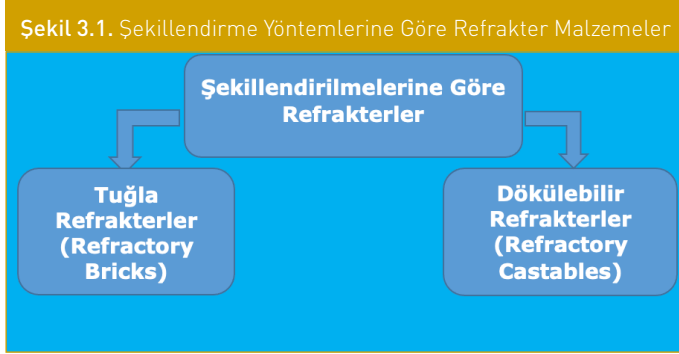 Şekil 3.1. Şekillendirme Yöntemlerine Göre Refrakter Malzemeler
Şekillendirilmelerine Göre
Refrakterler
Tuğla
Refrakterler
(Refractory
Bricks)
Dökülebilir
Refrakterler
(Refractory
Castables)